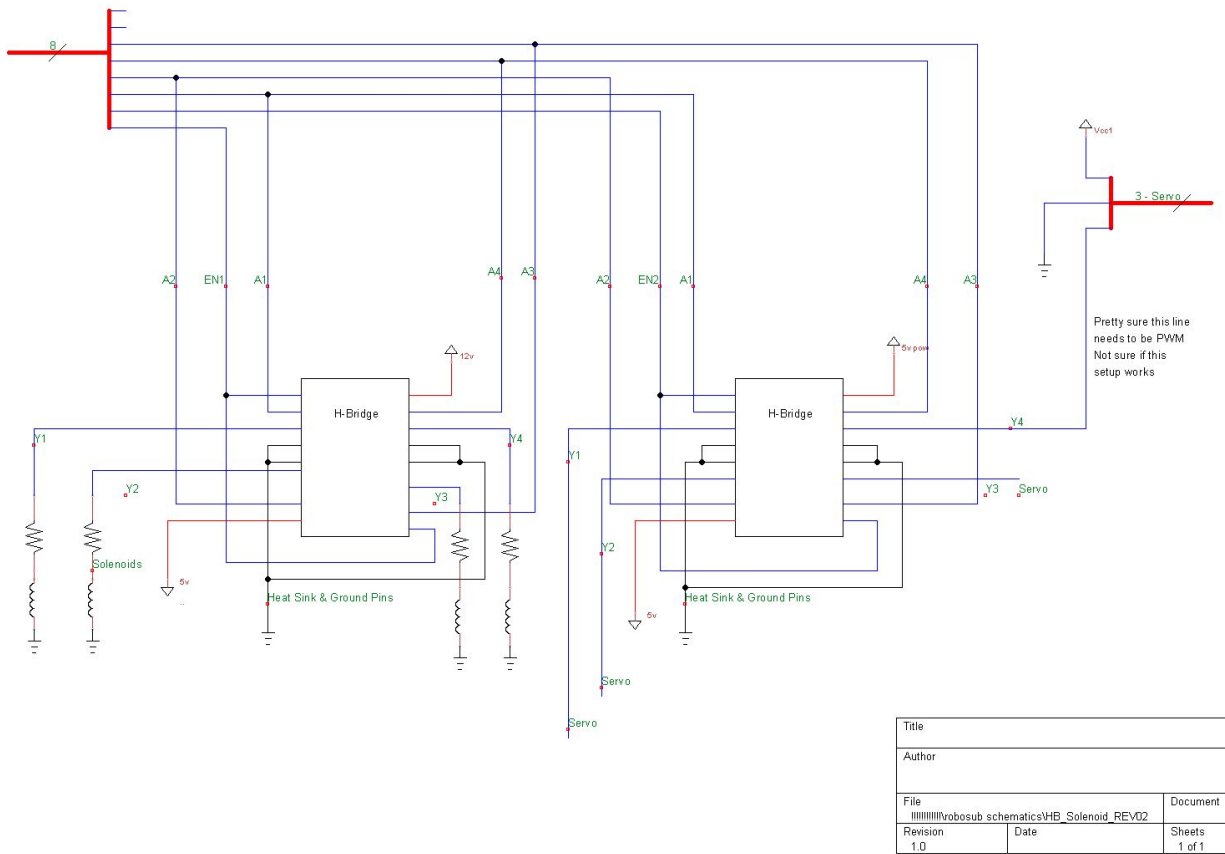 8
Vcc1
3 - Servo
A2
EN1
A1
A4
A3
A2
EN2
A1
A4
A3
Pretty sure this line
needs to be PWM
Not sure if this
setup works
12v
5v pow
H-Bridge
H-Bridge
Y1
Y4
Y4
Y1
Y2
Y3
Y3
Servo
Y2
Solenoids
5v
..
Heat Sink & Ground Pins
Heat Sink & Ground Pins
5v
Servo
Servo
Title
Author
File
Document
\robosub schematics\HB_Solenoid_REV02
Revision
Date
Sheets
1.0
1 of 1